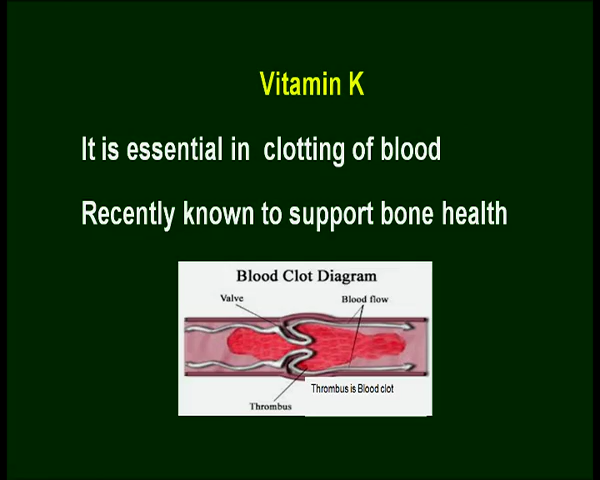 Vitamin K
It is essential in clotting of blood
Recently known to support bone health
Blood Clot Diagram
Valve
Blood flow
Thrombus is Blood clot
Thrombus